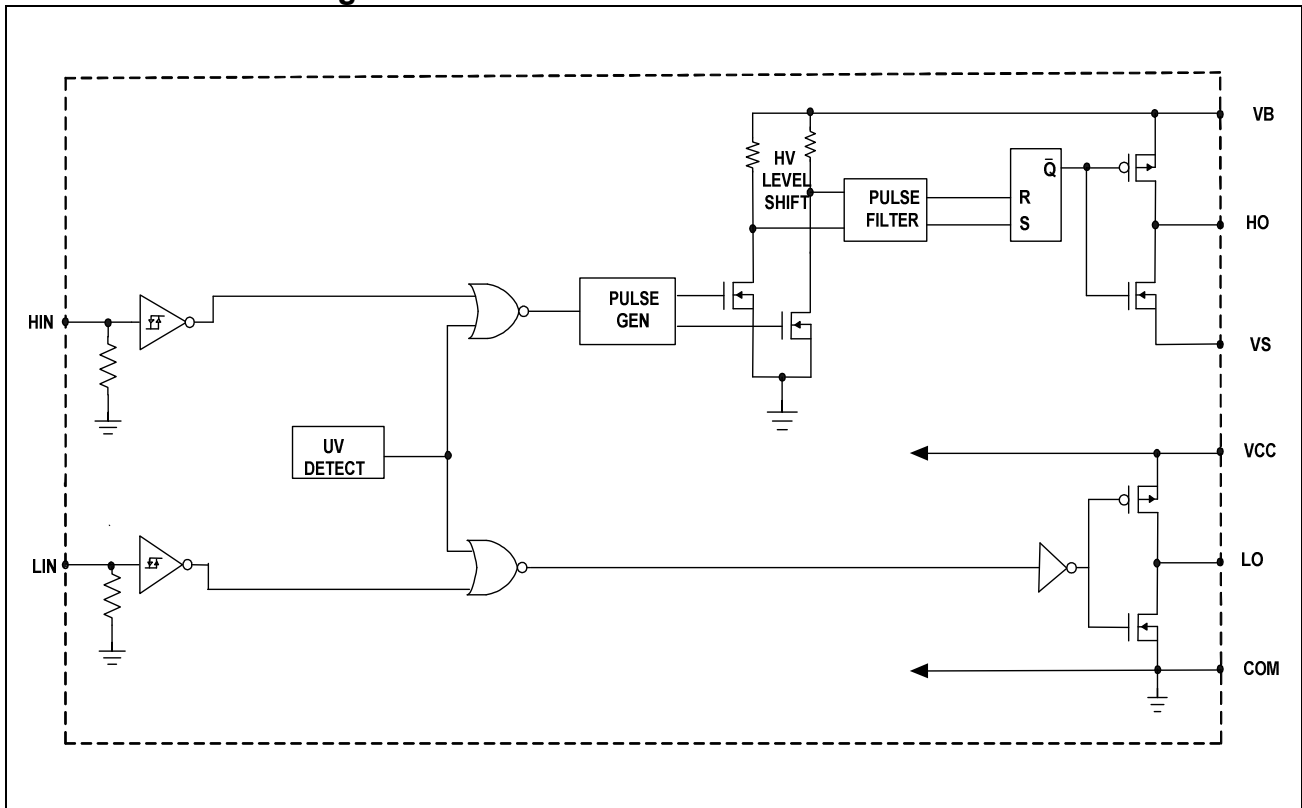 VB
HV
LEVEL
SHIFT
Q̄
PULSE
FILTER
R
S
HO
PULSE
GEN
HIN
VS
UV
DETECT
VCC
LIN
LO
COM